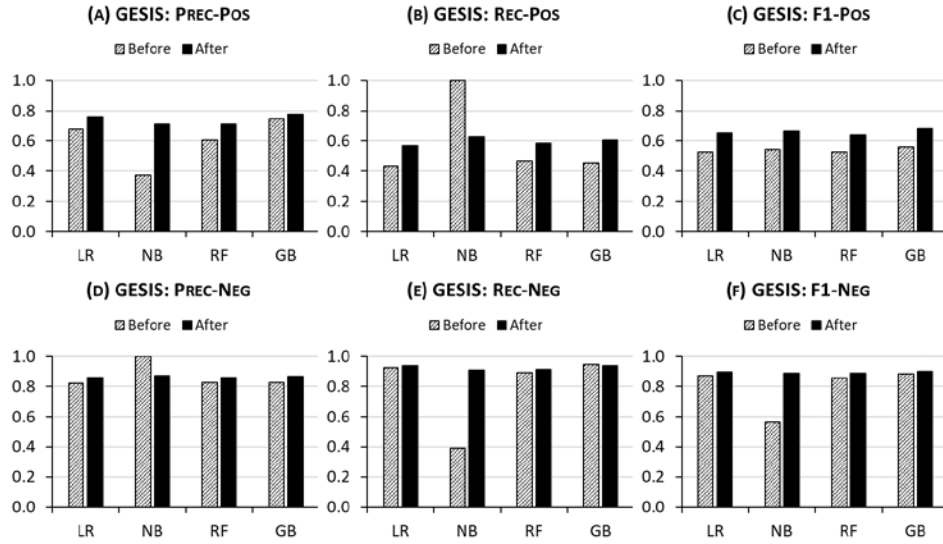 (A) GESIS: PREC-POS
(B) GESIS: REC-POS
(C) GESIS: F1-POS
Before After
Before After
Before After
1.0
0.8
0.6
0.4
0.2
0.0
LR NB RF GB
1.0
0.8
0.6
0.4
0.2
0.0
LR NB RF GB
1.0
0.8
0.6
0.4
0.2
0.0
LR NB RF GB
(D) GESIS: PREC-NEG
(E) GESIS: REC-NEG
(F) GESIS: F1-NEG
Before After
Before After
Before After
1.0
0.8
0.6
0.4
0.2
0.0
LR NB RF GB
1.0
0.8
0.6
0.4
0.2
0.0
LR NB RF GB
1.0
0.8
0.6
0.4
0.2
0.0
LR NB RF GB